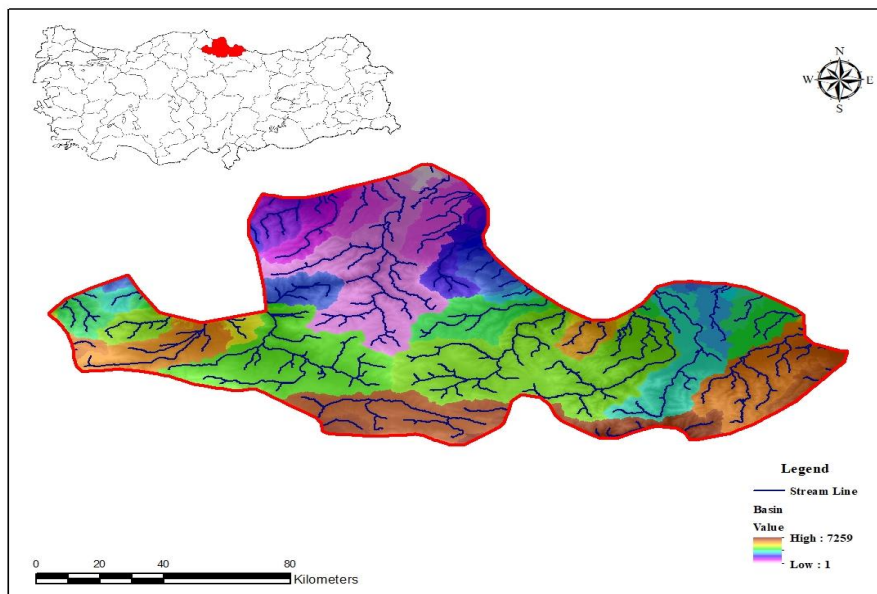 N
W E
S
Legend
Stream Line
Basin
Value
High : 7259
Low : 1
0 20 40 80
Kilometers